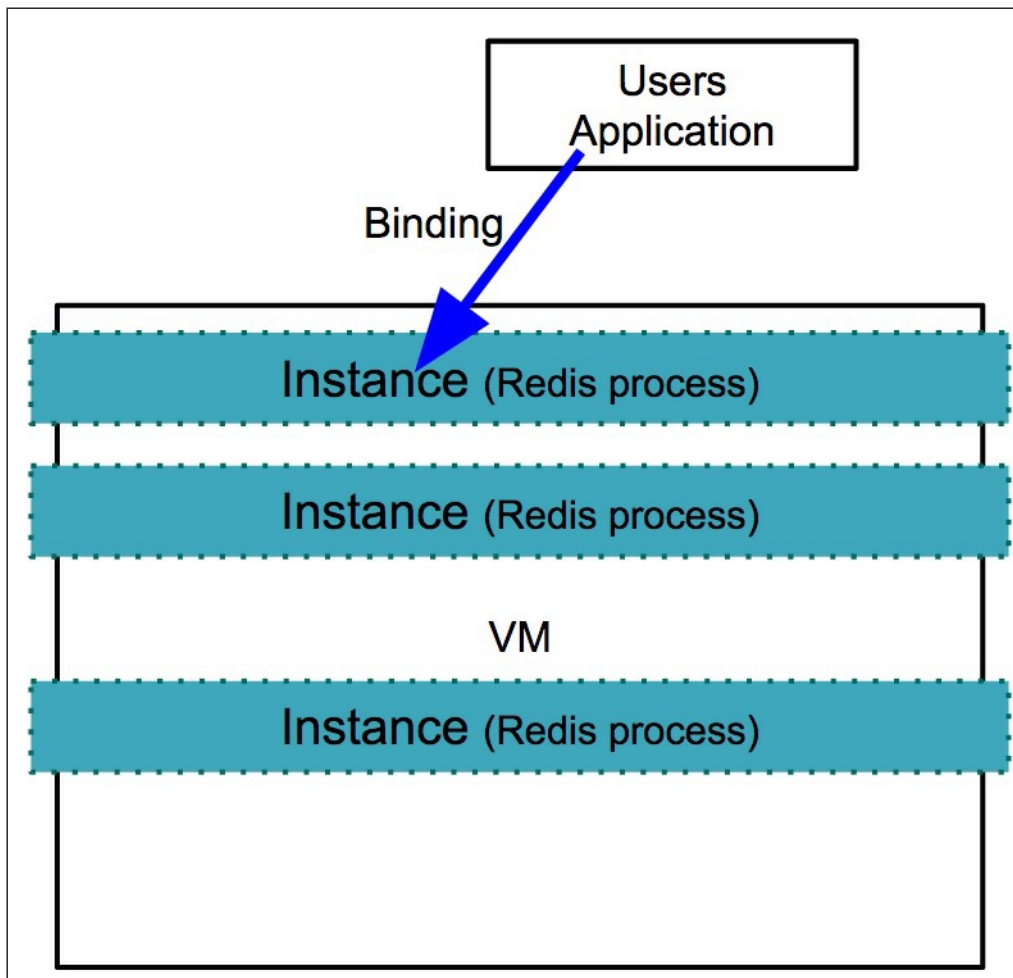 Users
Application
Binding
Instance (Redis process)
Instance (Redis process)
VM
Instance (Redis process)